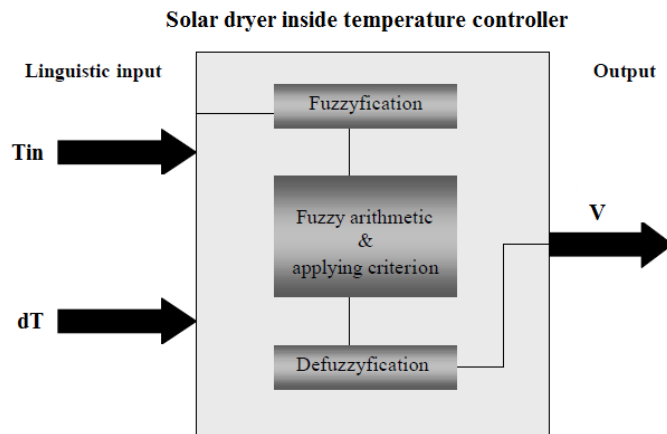 Solar dryer inside temperature controller
Linguistic input
Output
Fuzzyfication
Tin
Fuzzy arithmetic
&
applying criterion
V
dT
Defuzzyfication